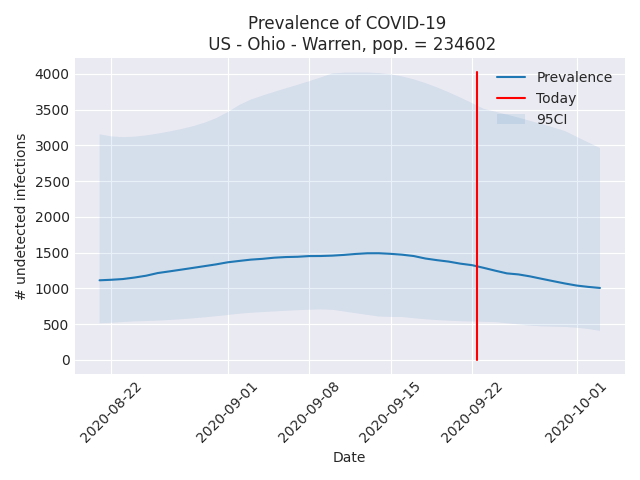 Prevalence of COVID-19
US - Ohio - Warren, pop. = 234602
4000
3500
3000
2500
2000
1500
1000
500
0
# undetected infections
Prevalence
Today
95CI
2020-08-22
2020-09-01
2020-09-08
2020-09-15
2020-09-22
2020-10-01
Date